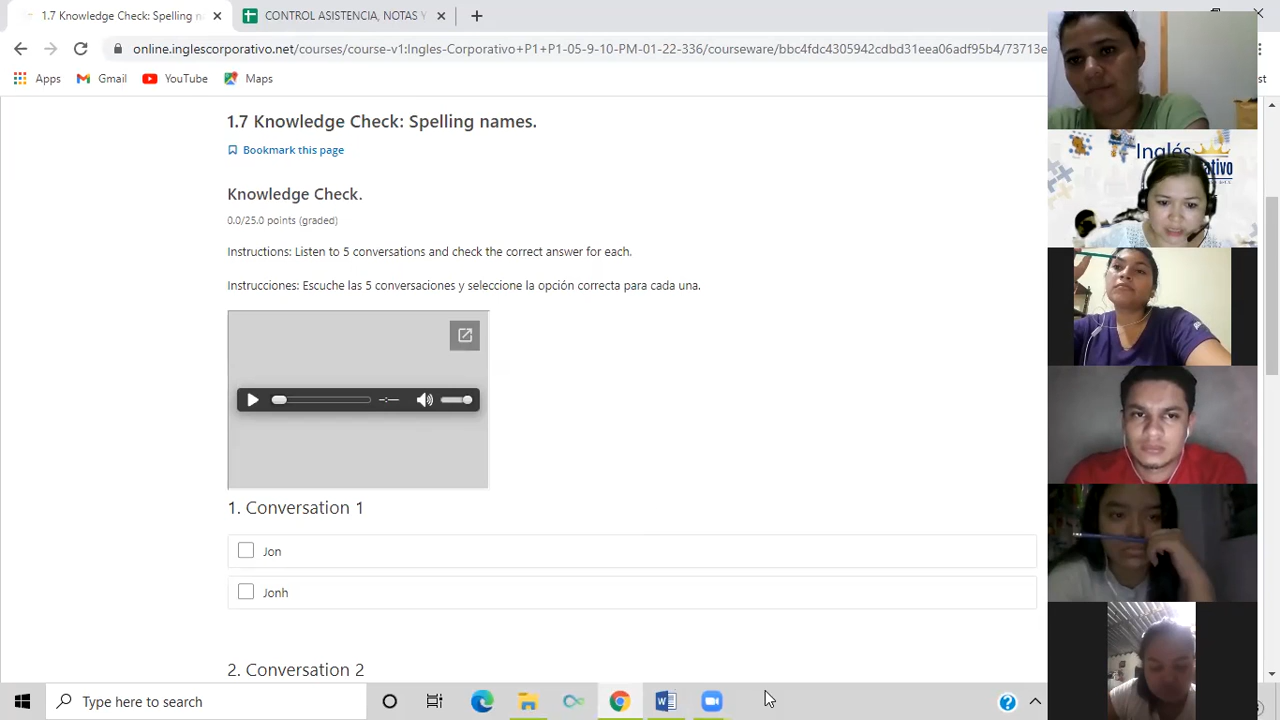 1.7 Knowledge Check: Spelling n
CONTROL ASISTENCIA, NOTAS Y
online.inglescorporativo.net/courses/course-v1:Ingles-Corporativo+P1+P1-05-9-10-PM-01-22-336/courseware/bbc4fdc4305942cdbd31eea06adf95b4/73713e
Apps
Gmail
YouTube
Maps
1.7 Knowledge Check: Spelling names.
Bookmark this page
Knowledge Check.
0.0/25.0 points (graded)
Instructions: Listen to 5 conversations and check the correct answer for each.
Instrucciones: Escuche las 5 conversaciones y seleccione la opción correcta para cada una.
-:--
1. Conversation 1
Jon
Jonh
2. Conversation 2
Type here to search
Inglés
ativo